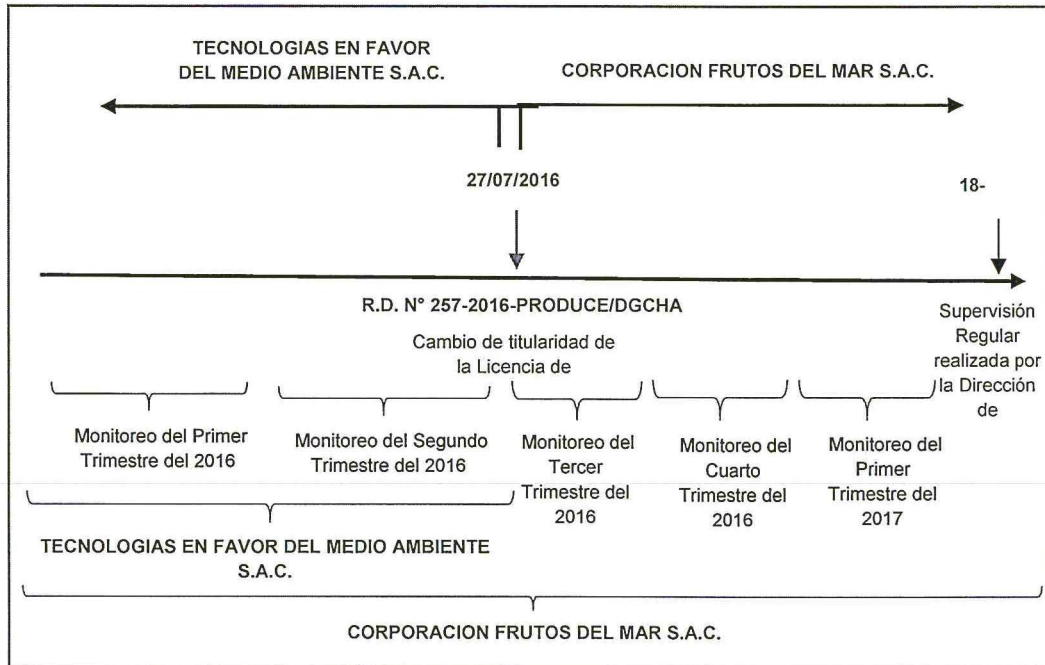 TECNOLOGIAS EN FAVOR
DEL MEDIO AMBIENTE S.A.C.
CORPORACION FRUTOS DEL MAR S.A.C.
27/07/2016
18-
R.D. N° 257-2016-PRODUCE/DGCHA
Cambio de titularidad de
la Licencia de
Supervisión
Regular
realizada por
la Dirección
de
Monitoreo del Primer
Trimestre del 2016
Monitoreo del Segundo
Trimestre del 2016
Monitoreo del
Tercer
Trimestre del
2016
Monitoreo del
Cuarto
Trimestre del
2016
Monitoreo del
Primer
Trimestre del
2017
TECNOLOGIAS EN FAVOR DEL MEDIO AMBIENTE
S.A.C.
CORPORACION FRUTOS DEL MAR S.A.C.